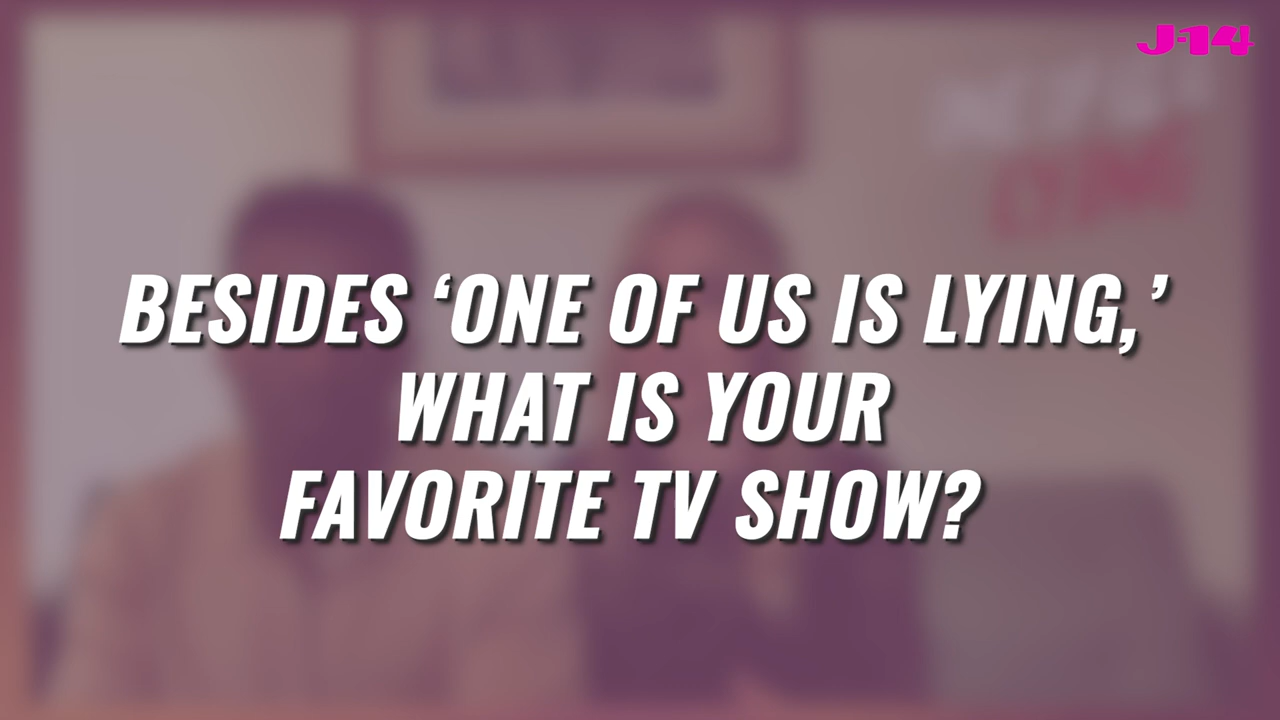 J-14
BESIDES ‘ONE OF US IS LYING,’
WHAT IS YOUR
FAVORITE TV SHOW?